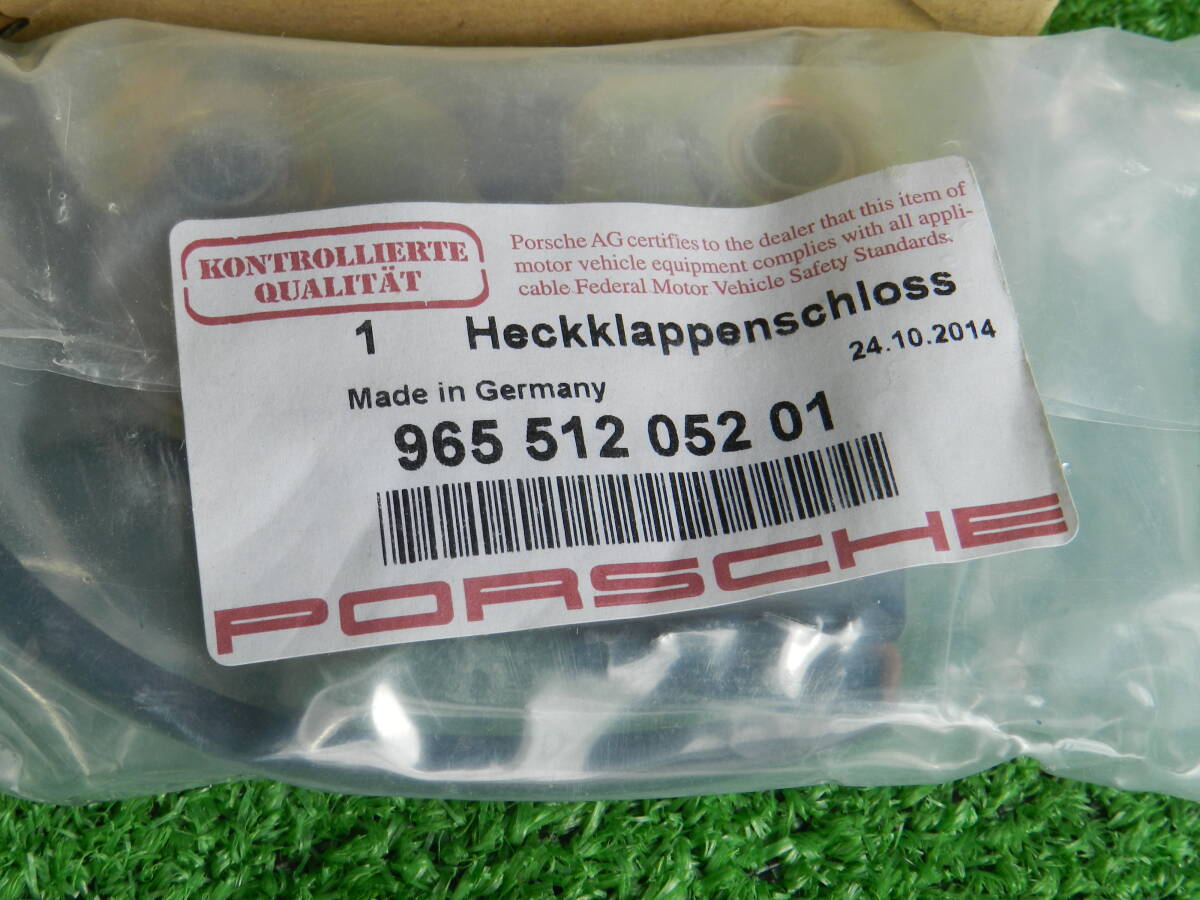 KONTROLLIERTE
QUALITÄT
Porsche AG certifies to the dealer that this item of
motor vehicle equipment complies with all appli-
cable Federal Motor Vehicle Safety Standards.
1 Heckklappenschloss
24.10.2014
Made in Germany
965 512 052 01
PORSCHE